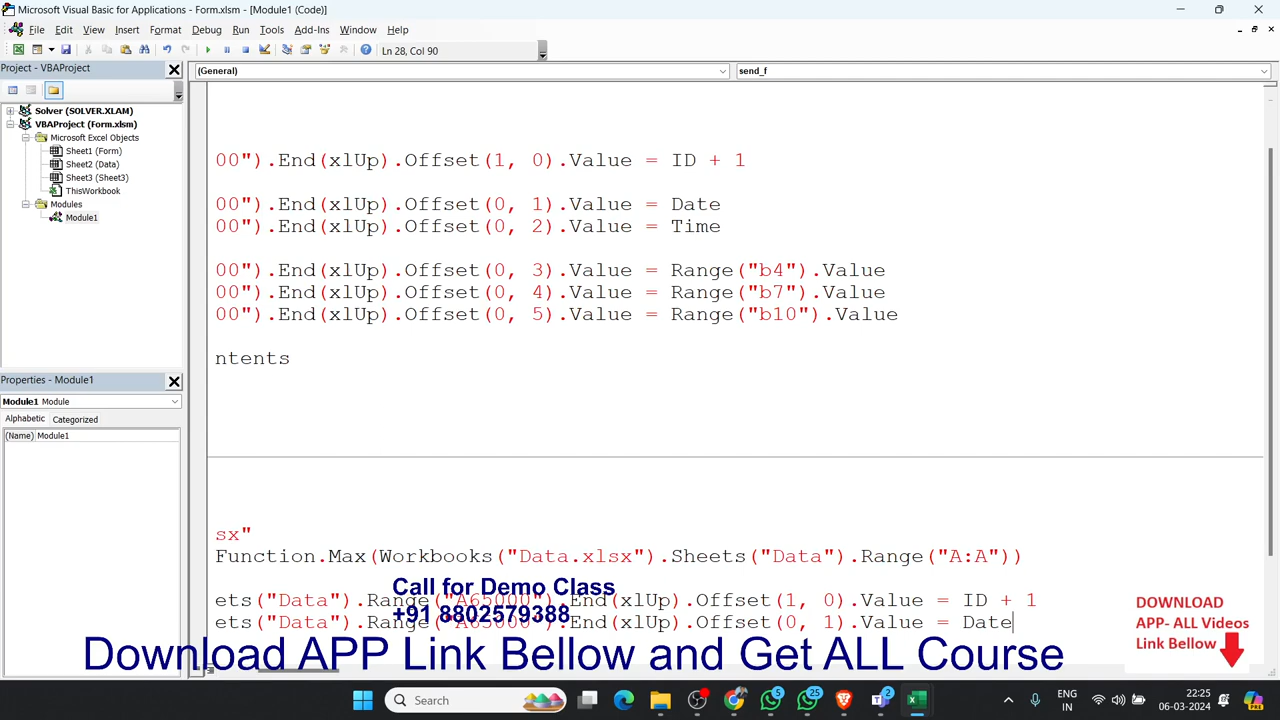 Microsoft Visual Basic for Applications - Form.xlsm - [Module1 (Code)]
File Edit View Insert Format Debug Run Tools Add-Ins Window Help
Ln 28, Col 90
Project - VBAProject
(General)
send_f
Solver (SOLVER.XLAM)
VBAProject (Form.xlsm)
Microsoft Excel Objects
Sheet1 (Form)
Sheet2 (Data)
Sheet3 (Sheet3)
ThisWorkbook
Modules
Module1
Properties - Module1
Module1 Module
Alphabetic Categorized
(Name) Module1
00").End(xlUp).Offset(1, 0).Value = ID + 1
00").End(xlUp).Offset(0, 1).Value = Date
00").End(xlUp).Offset(0, 2).Value = Time
00").End(xlUp).Offset(0, 3).Value = Range("b4").Value
00").End(xlUp).Offset(0, 4).Value = Range("b7").Value
00").End(xlUp).Offset(0, 5).Value = Range("b10").Value
ntents
sx"
Function.Max(Workbooks("Data.xlsx").Sheets("Data").Range("A:A"))
ets("Data").Range("A65000").End(xlUp).Offset(1, 0).Value = ID + 1
ets("Data").Range("A65000").End(xlUp).Offset(0, 1).Value = Date
Call for Demo Class
+91 8802579388
DOWNLOAD
APP- ALL Videos
Link Bellow
Download APP Link Bellow and Get ALL Course
Search
5
25
2
ENG
IN
22:25
06-03-2024